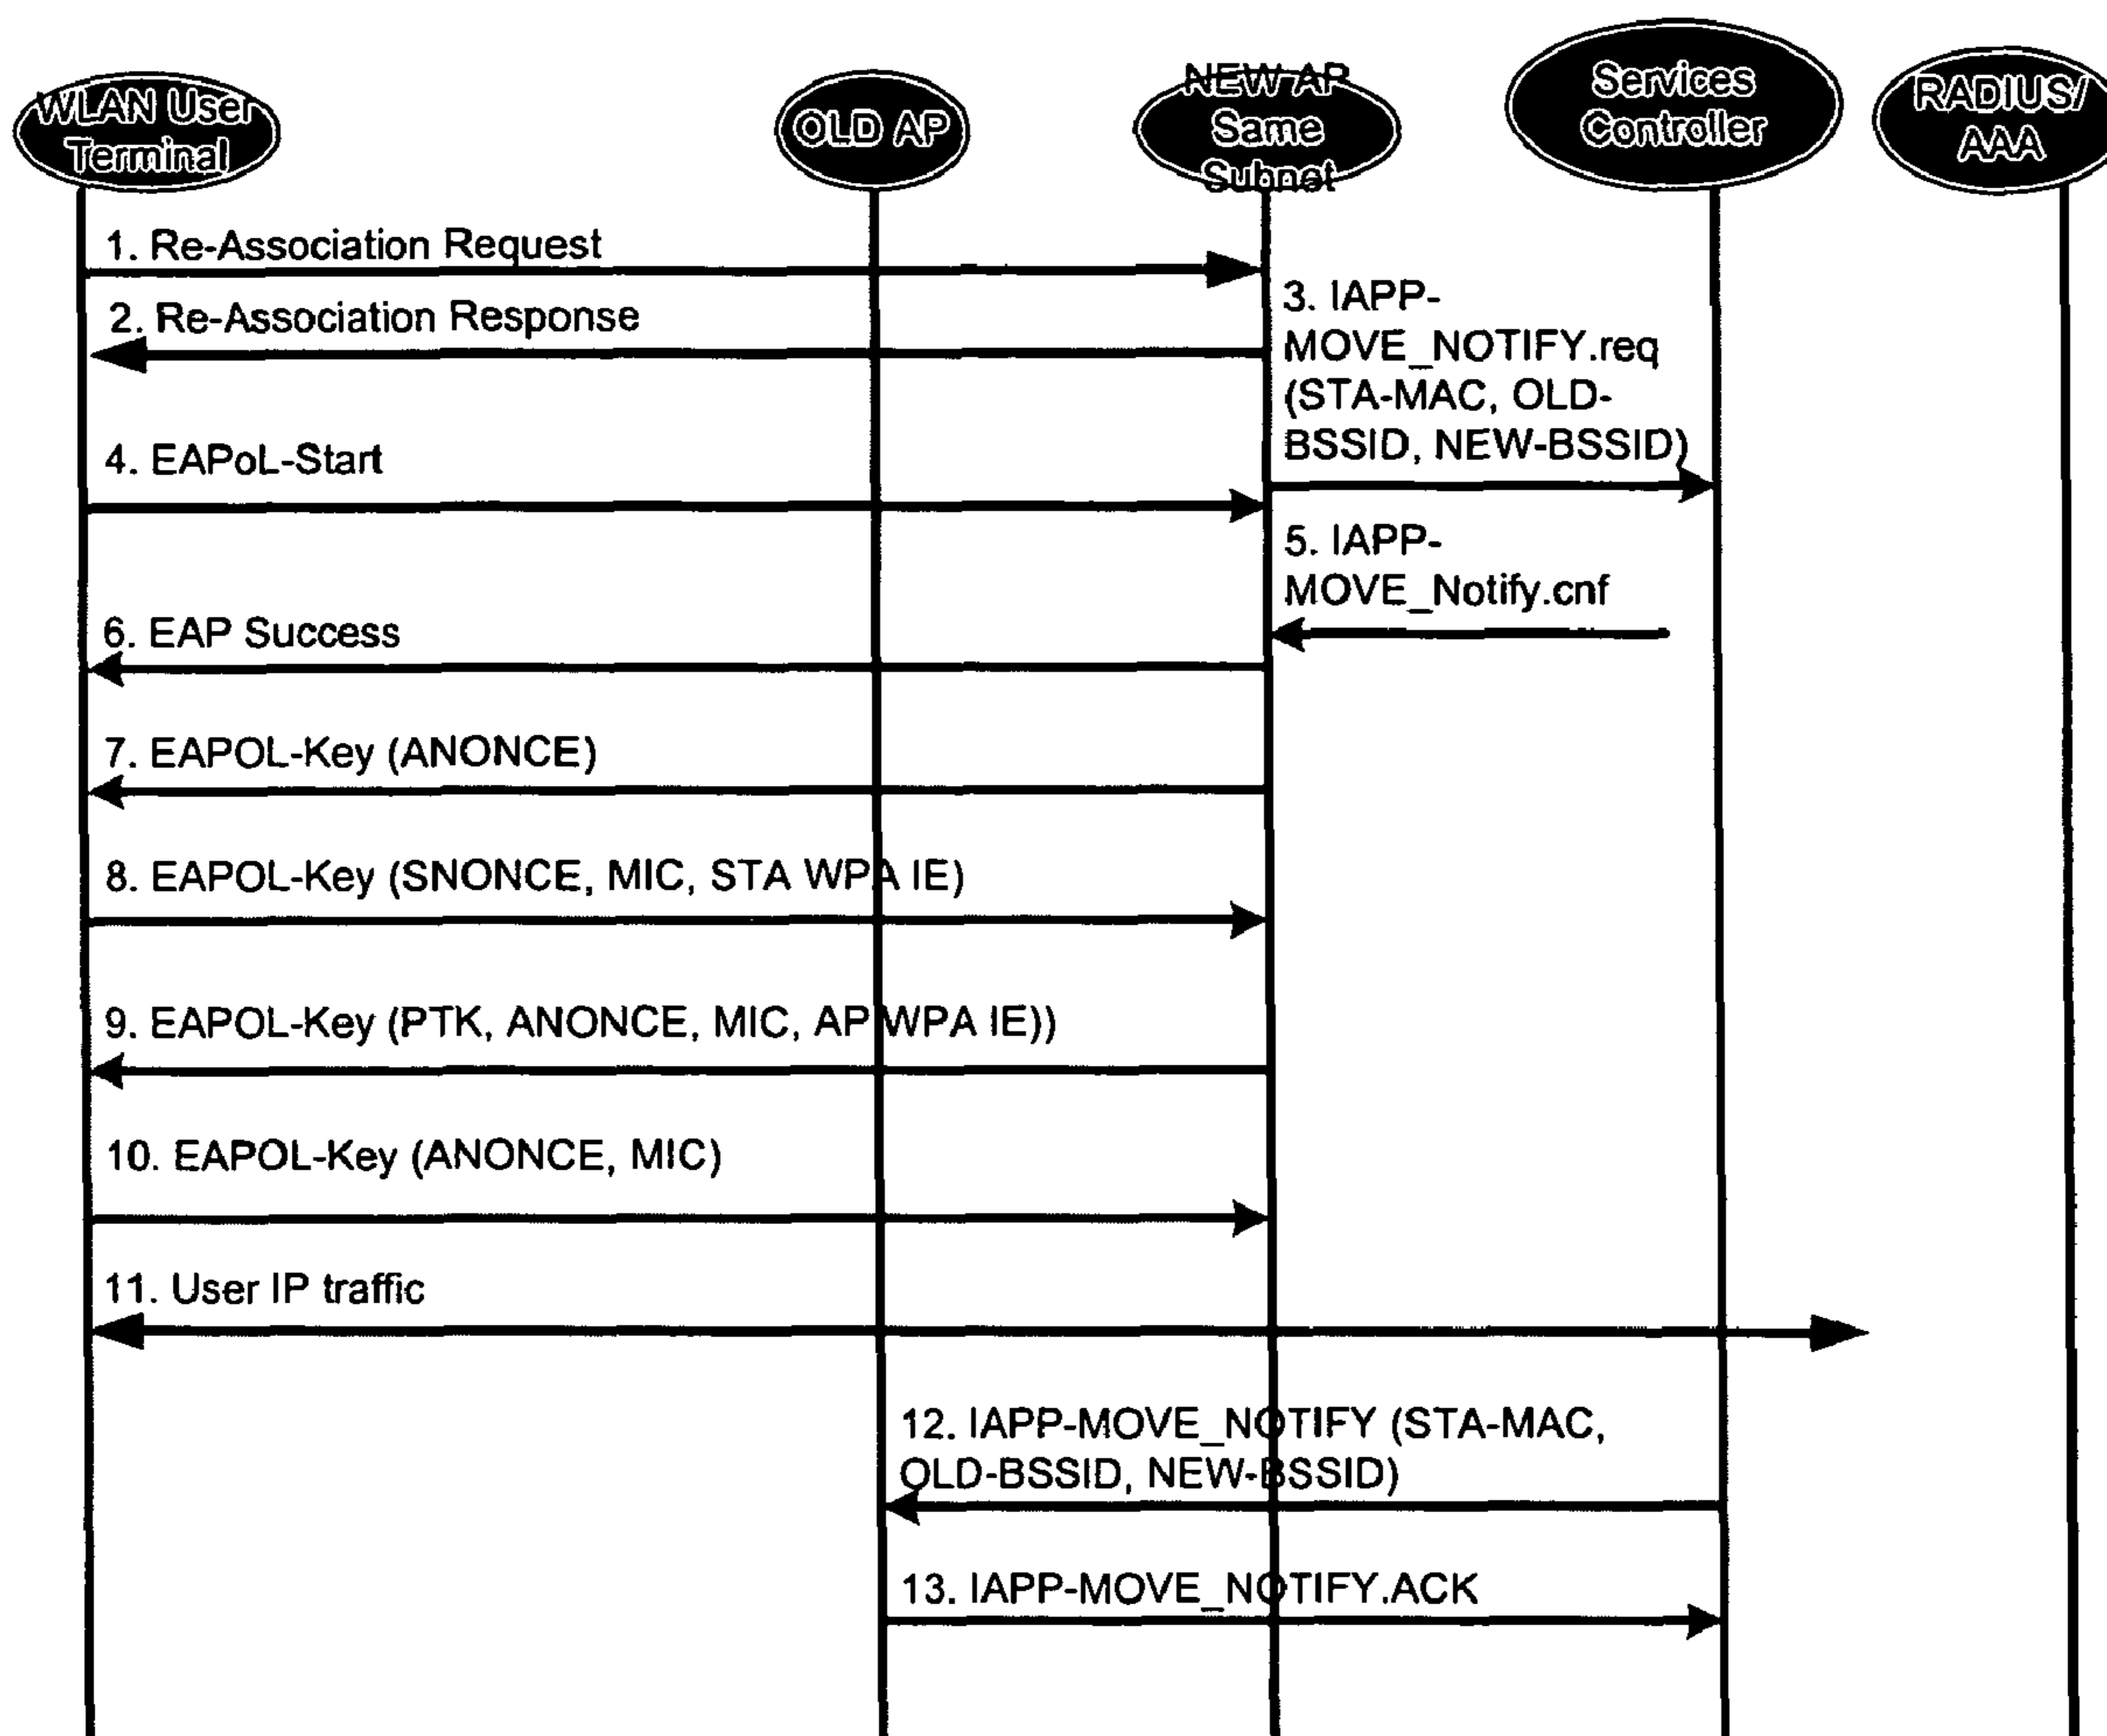 WLAN User
Terminal
OLD AP
NEW AP
Same
Subnet
Services
Controller
RADIUS/
AAA
1. Re-Association Request
2. Re-Association Response
3. IAPP-
MOVE_NOTIFY.req
(STA-MAC, OLD-
BSSID, NEW-BSSID)
4. EAPoL-Start
5. IAPP-
MOVE_Notify.cnf
6. EAP Success
7. EAPOL-Key (ANONCE)
8. EAPOL-Key (SNONCE, MIC, STA WPA IE)
9. EAPOL-Key (PTK, ANONCE, MIC, AP WPA IE))
10. EAPOL-Key (ANONCE, MIC)
11. User IP traffic
12. IAPP-MOVE_NOTIFY (STA-MAC,
OLD-BSSID, NEW-BSSID)
13. IAPP-MOVE_NOTIFY.ACK